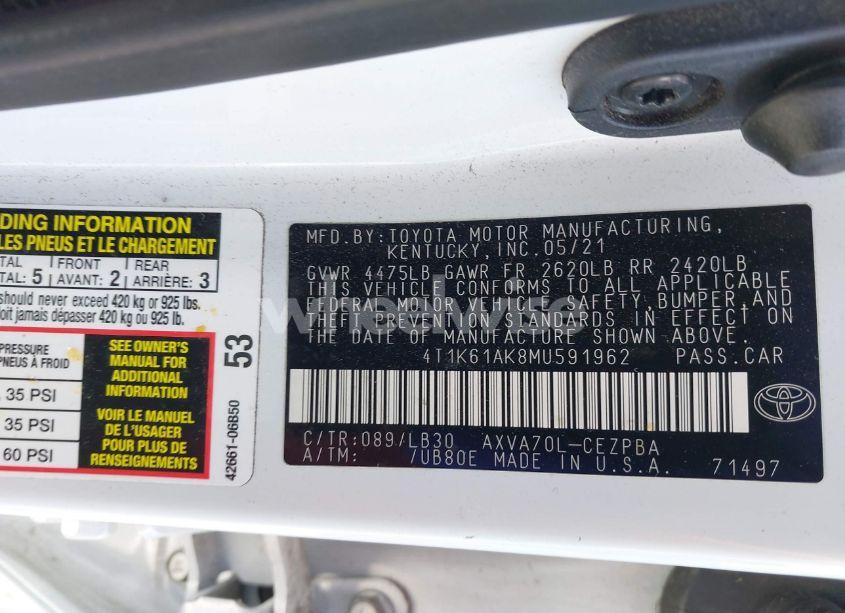 DING INFORMATION
LES PNEUS ET LE CHARGEMENT
TAL FRONT REAR
TAL: 5 AVANT: 2 ARRIÈRE: 3
should never exceed 420 kg or 925 lbs.
doit jamais dépasser 420 kg ou 925 lb.
PRESSURE
PNEUS À FROID
35 PSI
35 PSI
60 PSI
SEE OWNER'S
MANUAL FOR
ADDITIONAL
INFORMATION
VOIR LE MANUEL
DE L'USAGER
POUR PLUS DE
RENSEIGNEMENTS
53
42661-06B50
MFD.BY:TOYOTA MOTOR MANUFACTURING,
KENTUCKY,INC.05/21
GVWR 4475LB GAWR FR 2620LB RR 2420LB
THIS VEHICLE CONFORMS TO ALL APPLICABLE
FEDERAL MOTOR VEHICLE SAFETY,BUMPER,AND
THEFT PREVENTION STANDARDS IN EFFECT ON
THE DATE OF MANUFACTURE SHOWN ABOVE.
4T1K61AK8MU591962 PASS.CAR
C/TR:089/LB30 AXVA70L-CEZPBA
A/TM: /UB80E MADE IN U.S.A. 71497
wheelwise